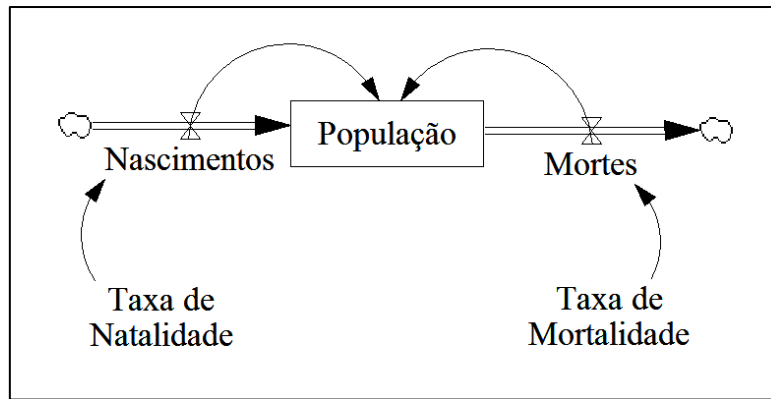 População
Nascimentos
Mortes
Taxa de
Natalidade
Taxa de
Mortalidade